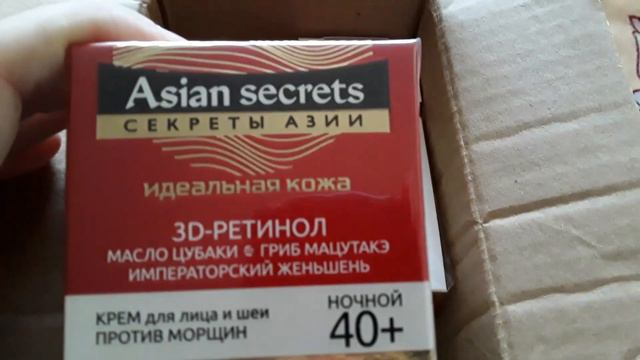 Asian secrets
СЕКРЕТЫ АЗИИ
идеальная кожа
3D-РЕТИНОЛ
МАСЛО ЦУБАКИ ГРИБ МАЦУТАКЭ
ИМПЕРАТОРСКИЙ ЖЕНЬШЕНЬ
КРЕМ для лица и шеи
ПРОТИВ МОРЩИН
НОЧНОЙ
40+